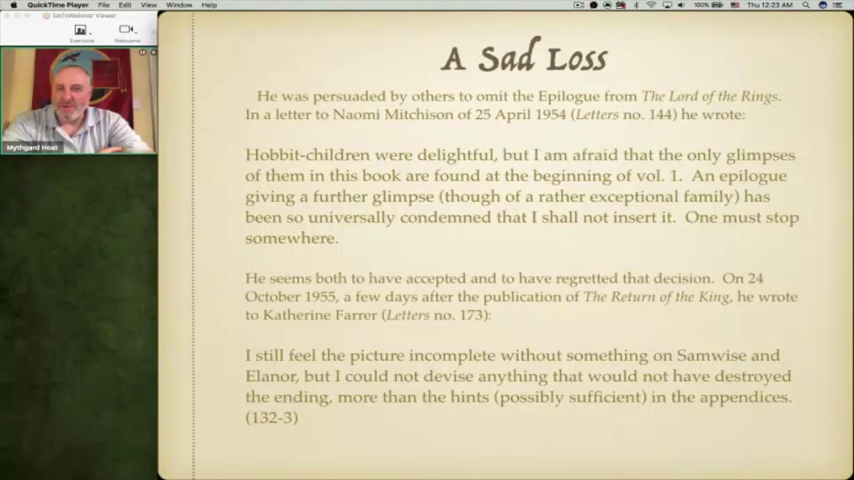 QuickTime Player File Edit View Window Help
100% Thu 12:23 AM
GoToWebinar Viewer
Everyone Webcams
Mythgard Host
A Sad Loss
He was persuaded by others to omit the Epilogue from The Lord of the Rings.
In a letter to Naomi Mitchison of 25 April 1954 (Letters no. 144) he wrote:
Hobbit-children were delightful, but I am afraid that the only glimpses
of them in this book are found at the beginning of vol. 1. An epilogue
giving a further glimpse (though of a rather exceptional family) has
been so universally condemned that I shall not insert it. One must stop
somewhere.
He seems both to have accepted and to have regretted that decision. On 24
October 1955, a few days after the publication of The Return of the King, he wrote
to Katherine Farrer (Letters no. 173):
I still feel the picture incomplete without something on Samwise and
Elanor, but I could not devise anything that would not have destroyed
the ending, more than the hints (possibly sufficient) in the appendices.
(132-3)